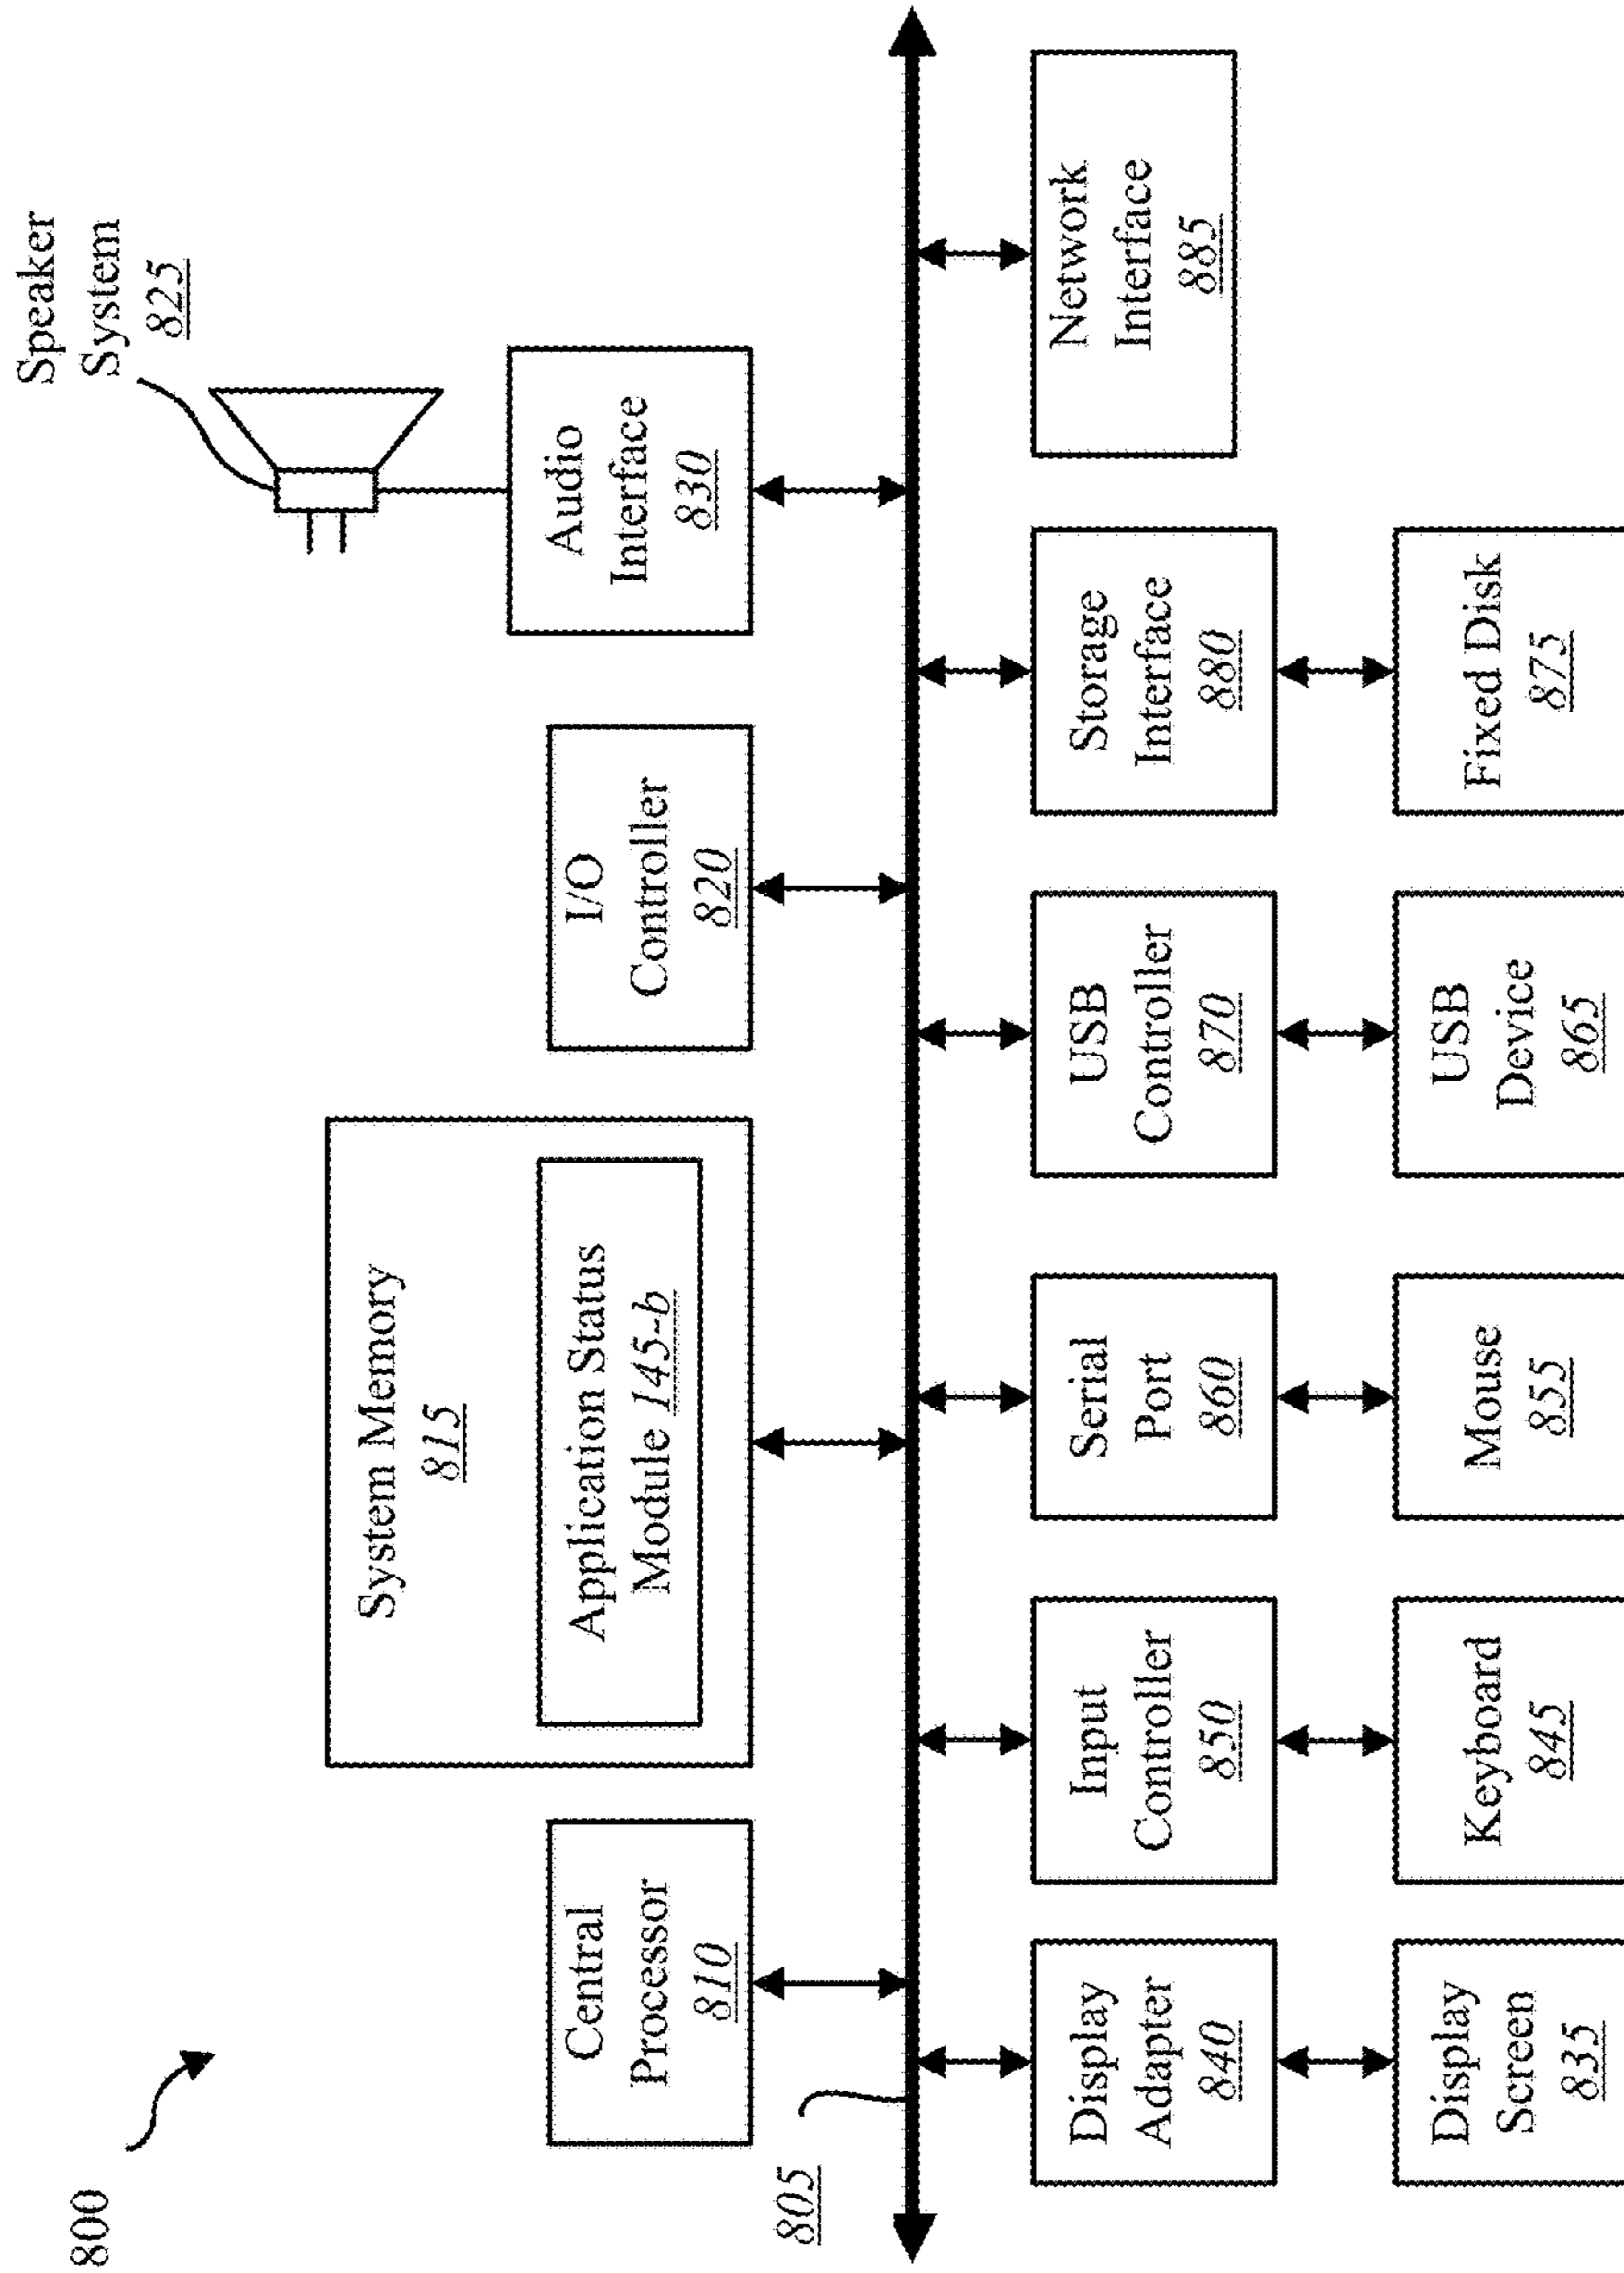 800
Speaker
System
825
Central
Processor
810
System Memory
815
Application Status
Module 145-b
I/O
Controller
820
Audio
Interface
830
805
Display
Adapter
840
Input
Controller
850
Serial
Port
860
USB
Controller
870
Storage
Interface
880
Network
Interface
885
Display
Screen
835
Keyboard
845
Mouse
855
USB
Device
865
Fixed Disk
875